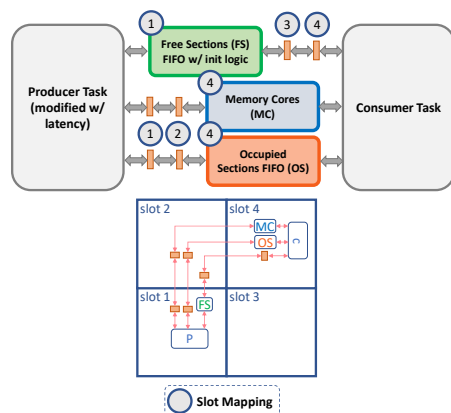 1
Free Sections (FS)
FIFO w/ init logic
3
4
Producer Task
(modified w/
latency)
4
Memory Cores
(MC)
Consumer Task
1
2
4
Occupied
Sections FIFO (OS)
slot 2
slot 4
MC
OS
C
slot 1
slot 3
FS
P
Slot Mapping